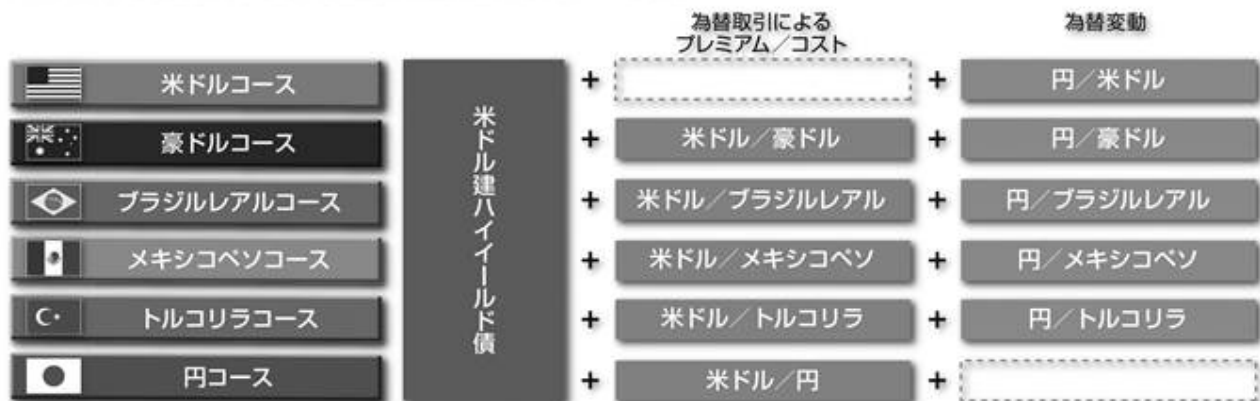 為替取引による
プレミアム／コスト
為替変動
米ドルコース
米ドル建ハイイールド債
+
+
円／米ドル
豪ドルコース
+
米ドル／豪ドル
+
円／豪ドル
ブラジルレアルコース
+
米ドル／ブラジルレアル
+
円／ブラジルレアル
メキシコペソコース
+
米ドル／メキシコペソ
+
円／メキシコペソ
トルコリラコース
+
米ドル／トルコリラ
+
円／トルコリラ
円コース
+
米ドル／円
+